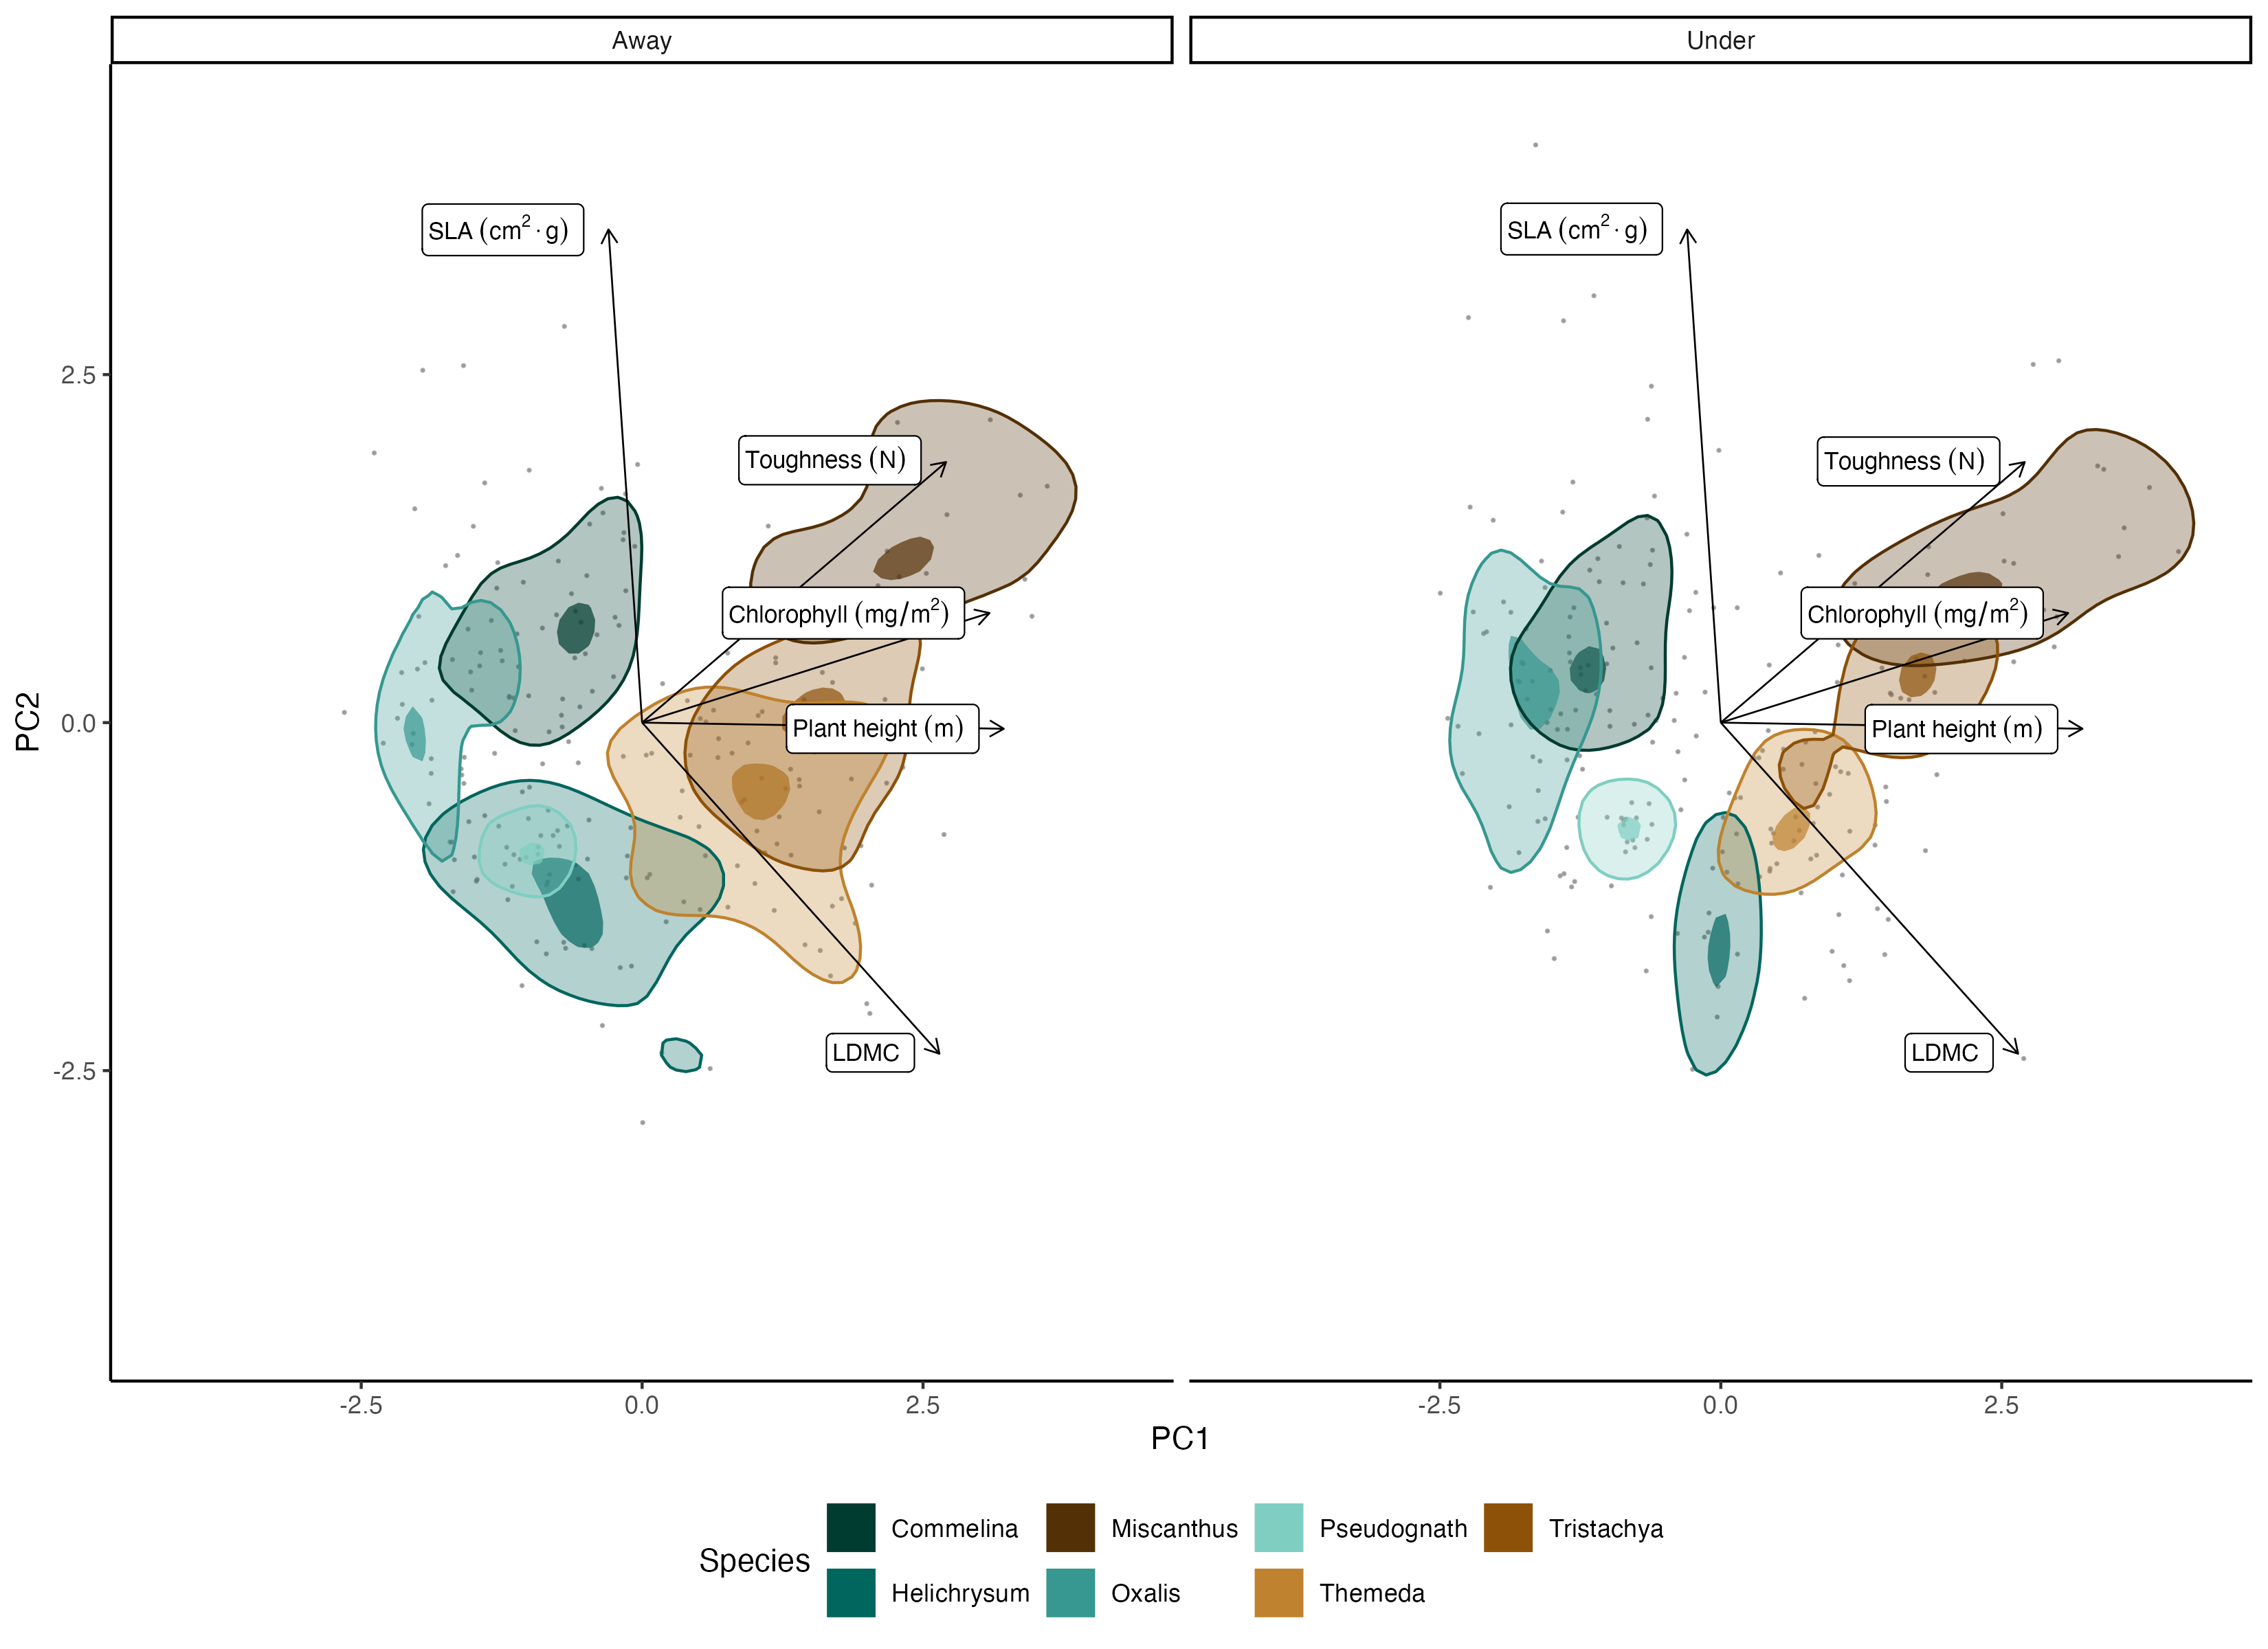 Away
Under
SLA (cm²·g)
SLA (cm²·g)
Toughness (N)
Toughness (N)
Chlorophyll (mg/m²)
Chlorophyll (mg/m²)
Plant height (m)
Plant height (m)
LDMC
LDMC
PC2
2.5
0.0
-2.5
-2.5
0.0
2.5
-2.5
0.0
2.5
PC1
Species
Commelina
Miscanthus
Pseudognath
Tristachya
Helichrysum
Oxalis
Themeda